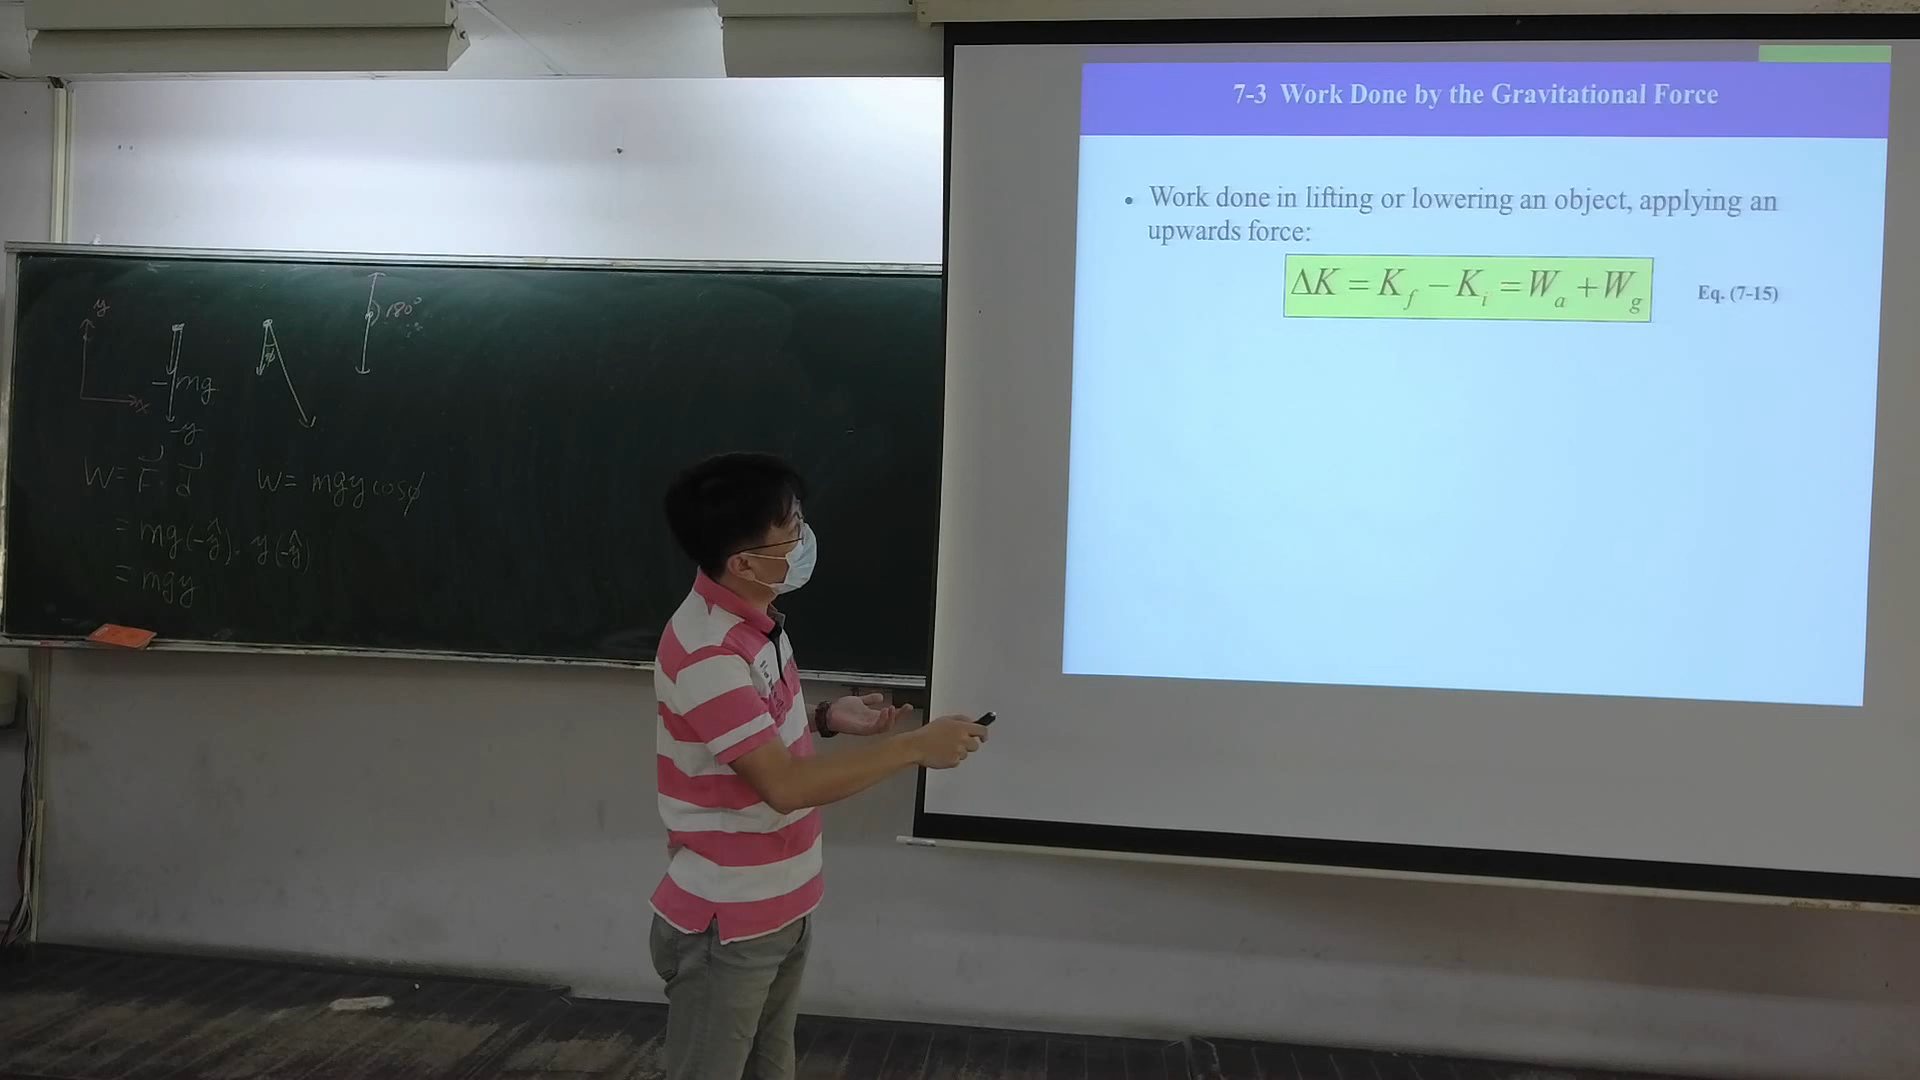 7-3 Work Done by the Gravitational Force
• Work done in lifting or lowering an object, applying an
upwards force:
ΔK = K_f − K_i = W_a + W_g
Eq. (7-15)
y
x
−mg
−y
φ
180°
W = F⃗ · d⃗
= mg(−ŷ) · y(−ŷ)
= mgy
W = mgy cosφ